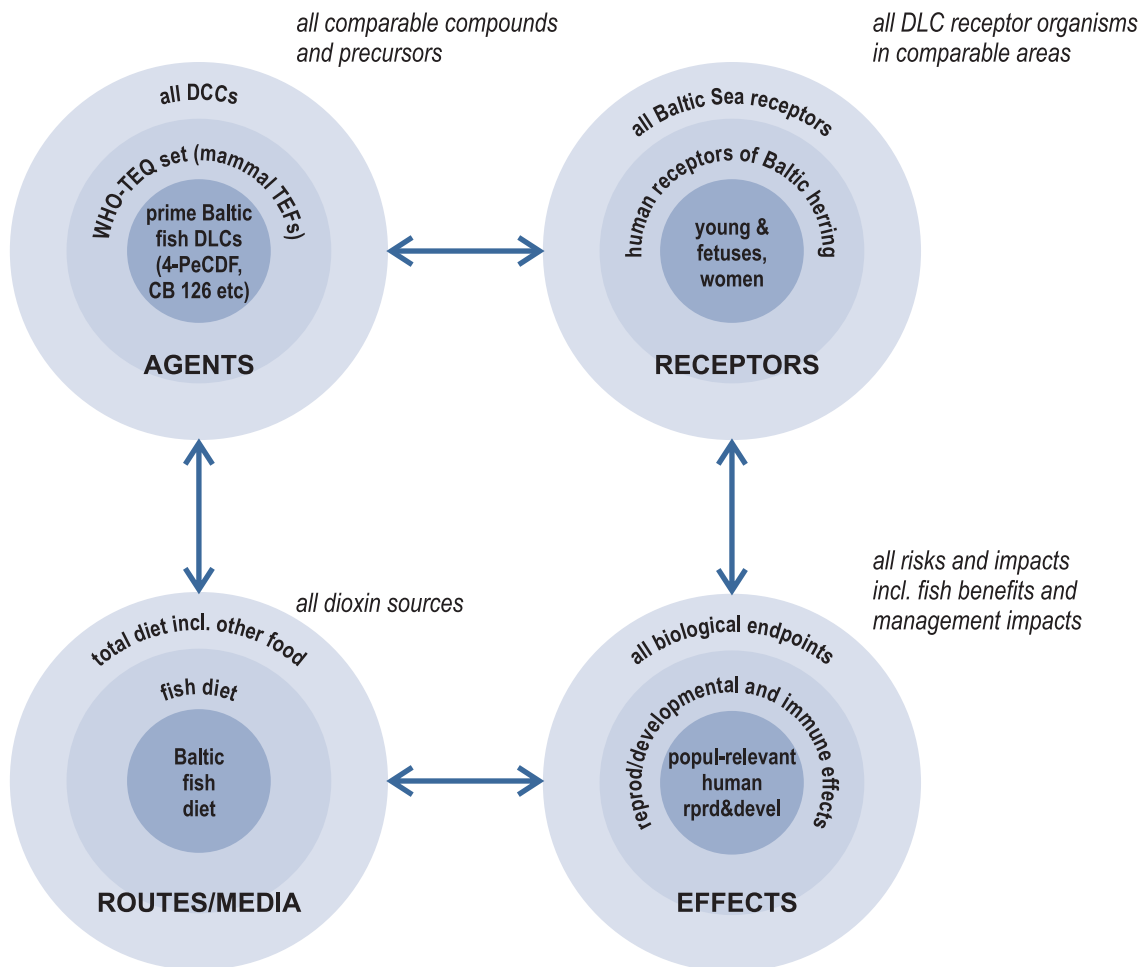 all comparable compounds
and precursors
all DCCs
WHO-TEQ set (mammal TEFs)
prime Baltic
fish DLCs
(4-PeCDF,
CB 126 etc)
AGENTS
all DLC receptor organisms
in comparable areas
all Baltic Sea receptors
human receptors of Baltic herring
young &
fetuses,
women
RECEPTORS
all dioxin sources
total diet incl. other food
fish diet
Baltic
fish
diet
ROUTES/MEDIA
all risks and impacts
incl. fish benefits and
management impacts
all biological endpoints
reprod/developmental and immune effects
popul-relevant
human
rprd&devel
EFFECTS